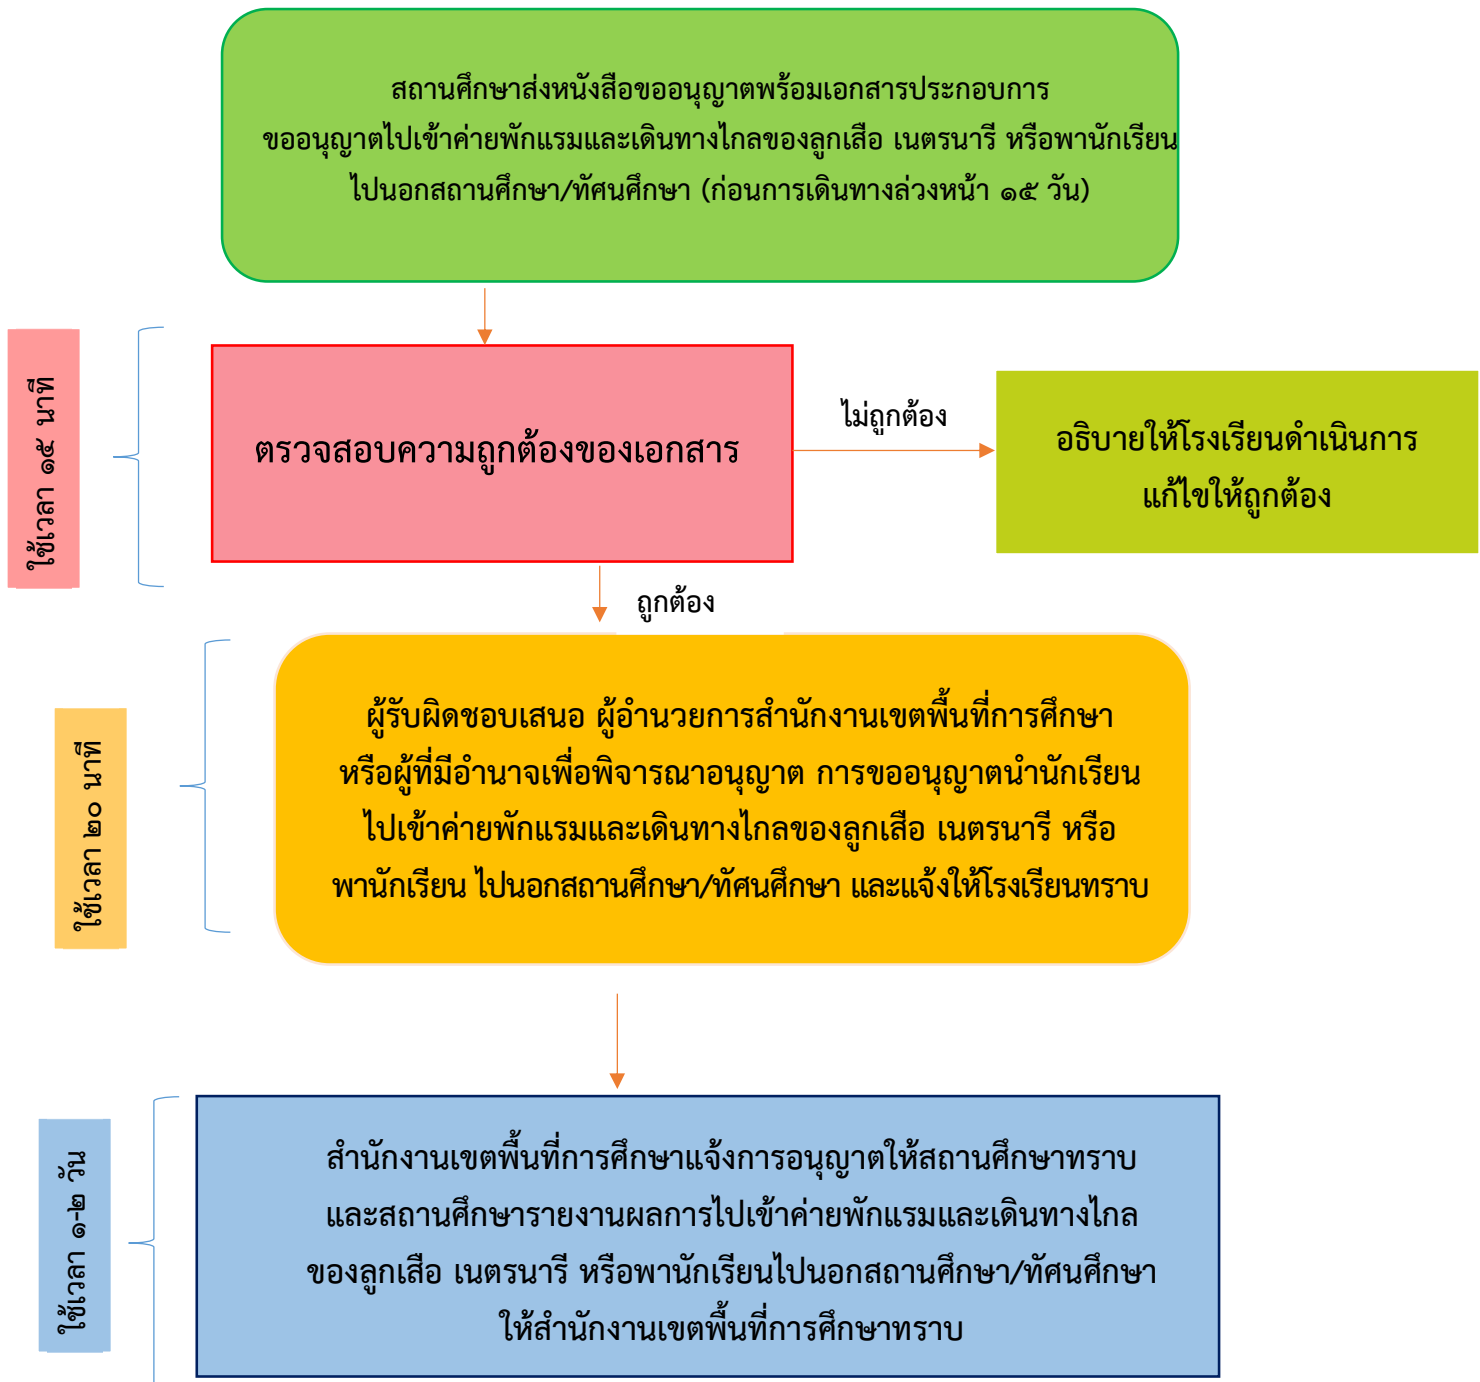 สถานศึกษาส่งหนังสือขออนุญาตพร้อมเอกสารประกอบการ
ขออนุญาตไปเข้าค่ายพักแรมและเดินทางไกลของลูกเสือ เนตรนารี หรือพานักเรียน
ไปนอกสถานศึกษา/ทัศนศึกษา (ก่อนการเดินทางล่วงหน้า ๑๕ วัน)
ใช้เวลา ๑๕ นาที
ตรวจสอบความถูกต้องของเอกสาร
ไม่ถูกต้อง
อธิบายให้โรงเรียนดำเนินการ
แก้ไขให้ถูกต้อง
ถูกต้อง
ใช้เวลา ๒๐ นาที
ผู้รับผิดชอบเสนอ ผู้อำนวยการสำนักงานเขตพื้นที่การศึกษา
หรือผู้ที่มีอำนาจเพื่อพิจารณาอนุญาต การขออนุญาตนำนักเรียน
ไปเข้าค่ายพักแรมและเดินทางไกลของลูกเสือ เนตรนารี หรือ
พานักเรียน ไปนอกสถานศึกษา/ทัศนศึกษา และแจ้งให้โรงเรียนทราบ
ใช้เวลา ๑-๒ วัน
สำนักงานเขตพื้นที่การศึกษาแจ้งการอนุญาตให้สถานศึกษาทราบ
และสถานศึกษารายงานผลการไปเข้าค่ายพักแรมและเดินทางไกล
ของลูกเสือ เนตรนารี หรือพานักเรียนไปนอกสถานศึกษา/ทัศนศึกษา
ให้สำนักงานเขตพื้นที่การศึกษาทราบ